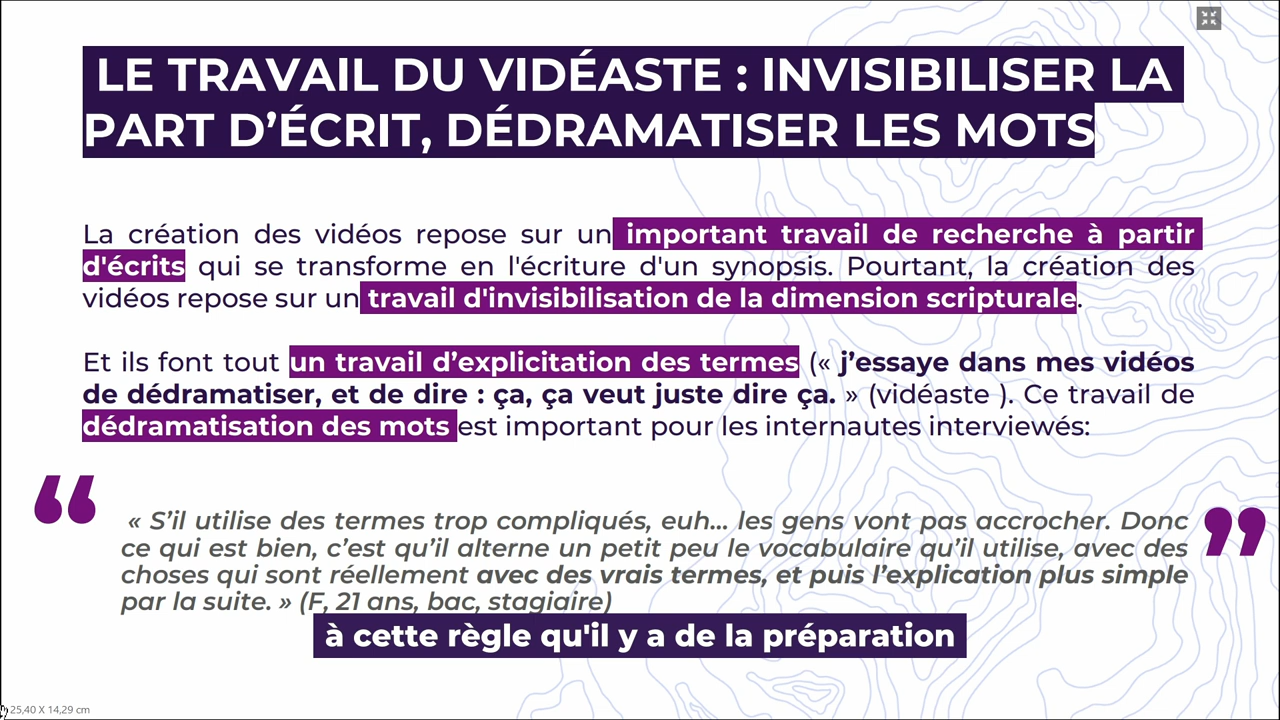 LE TRAVAIL DU VIDÉASTE : INVISIBILISER LA
PART D’ÉCRIT, DÉDRAMATISER LES MOTS
La création des vidéos repose sur un important travail de recherche à partir
d'écrits qui se transforme en l'écriture d'un synopsis. Pourtant, la création des
vidéos repose sur un travail d'invisibilisation de la dimension scripturale.
Et ils font tout un travail d’explicitation des termes (« j’essaye dans mes vidéos
de dédramatiser, et de dire : ça, ça veut juste dire ça. » (vidéaste ). Ce travail de
dédramatisation des mots est important pour les internautes interviewés:
“
”
« S’il utilise des termes trop compliqués, euh... les gens vont pas accrocher. Donc
ce qui est bien, c’est qu’il alterne un petit peu le vocabulaire qu’il utilise, avec des
choses qui sont réellement avec des vrais termes, et puis l’explication plus simple
par la suite. » (F, 21 ans, bac, stagiaire)
à cette règle qu'il y a de la préparation
25,40 X 14,29 cm